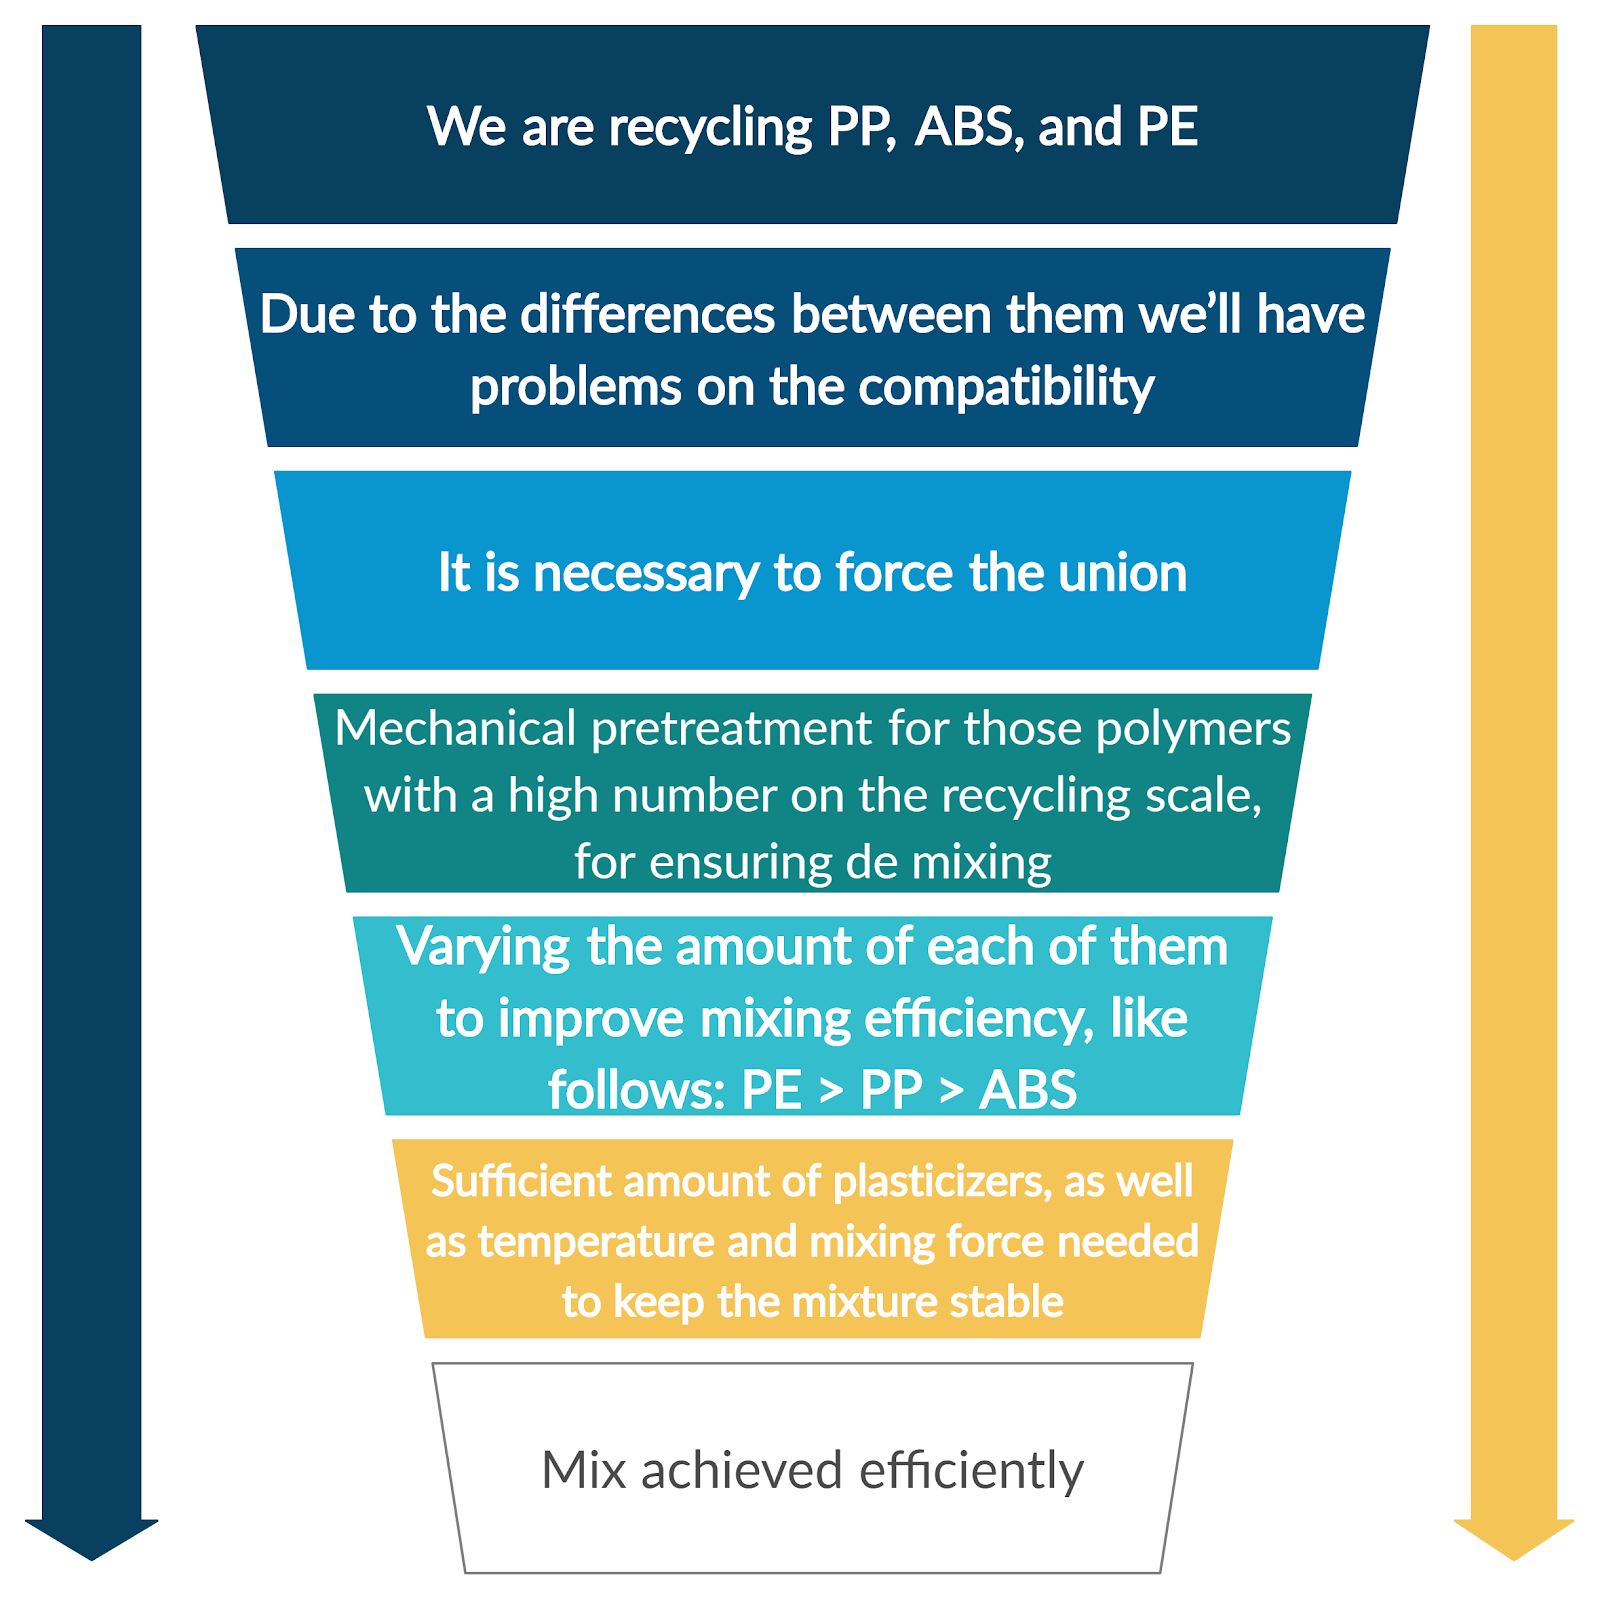 We are recycling PP, ABS, and PE
Due to the differences between them we’ll have
problems on the compatibility
It is necessary to force the union
Mechanical pretreatment for those polymers
with a high number on the recycling scale,
for ensuring de mixing
Varying the amount of each of them
to improve mixing efficiency, like
follows: PE > PP > ABS
Sufficient amount of plasticizers, as well
as temperature and mixing force needed
to keep the mixture stable
Mix achieved efficiently